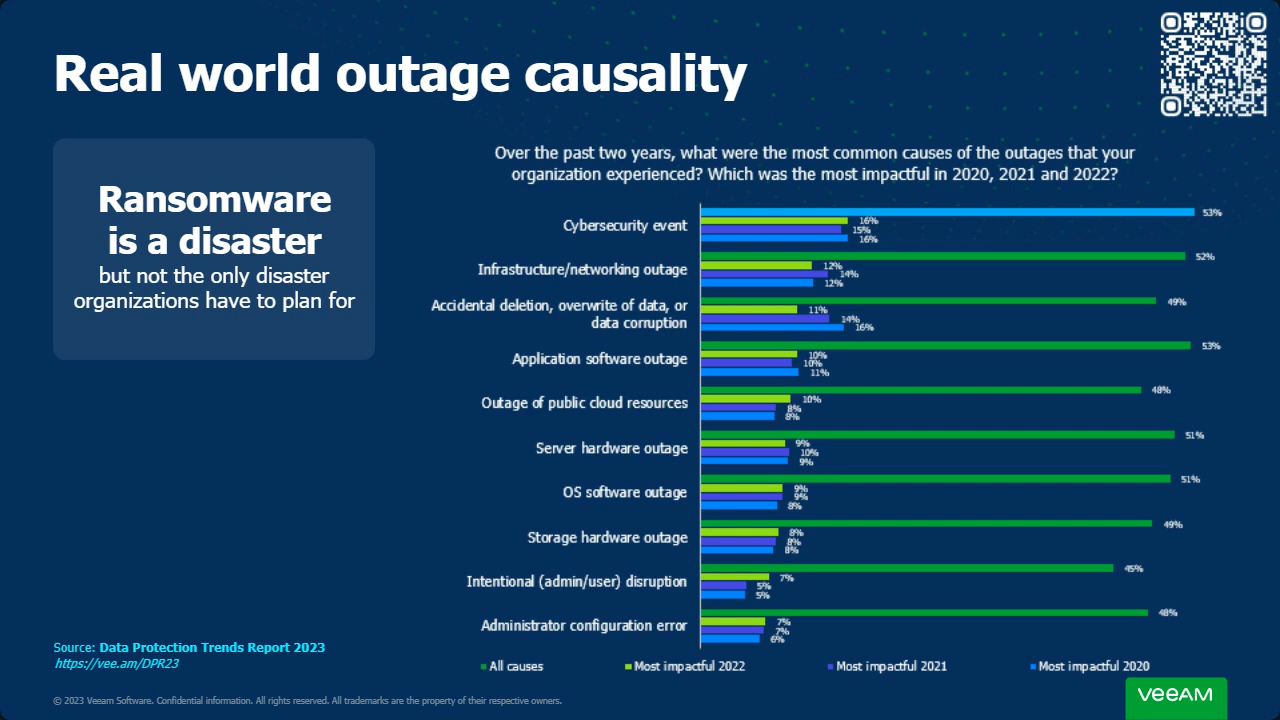 Real world outage causality
Ransomware
is a disaster
but not the only disaster
organizations have to plan for
Over the past two years, what were the most common causes of the outages that your
organization experienced? Which was the most impactful in 2020, 2021 and 2022?
Cybersecurity event
53%
16%
15%
16%
Infrastructure/networking outage
52%
12%
14%
12%
Accidental deletion, overwrite of data, or
data corruption
49%
11%
14%
16%
Application software outage
53%
10%
10%
11%
Outage of public cloud resources
48%
10%
8%
8%
Server hardware outage
51%
9%
10%
9%
OS software outage
51%
9%
9%
8%
Storage hardware outage
49%
8%
8%
8%
Intentional (admin/user) disruption
45%
7%
5%
5%
Administrator configuration error
48%
7%
7%
6%
All causes
Most impactful 2022
Most impactful 2021
Most impactful 2020
Source: Data Protection Trends Report 2023
https://vee.am/DPR23
© 2023 Veeam Software. Confidential information. All rights reserved. All trademarks are the property of their respective owners.
veeAM